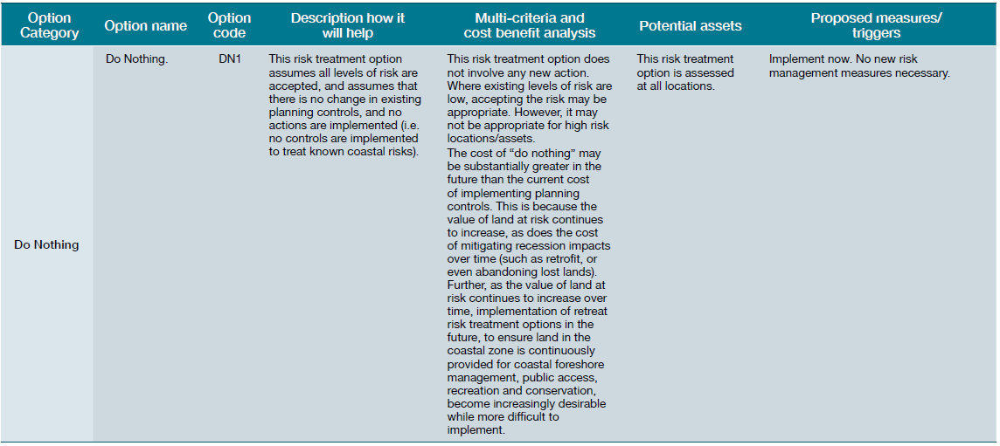 Option
Category
Option name
Option
code
Description how it
will help
Multi-criteria and
cost benefit analysis
Potential assets
Proposed measures/
triggers
Do Nothing
Do Nothing.
DN1
This risk treatment option
assumes all levels of risk are
accepted, and assumes that
there is no change in existing
planning controls, and no
actions are implemented (i.e.
no controls are implemented
to treat known coastal risks).
This risk treatment option does
not involve any new action.
Where existing levels of risk are
low, accepting the risk may be
appropriate. However, it may
not be appropriate for high risk
locations/assets.
The cost of “do nothing” may
be substantially greater in the
future than the current cost
of implementing planning
controls. This is because the
value of land at risk continues
to increase, as does the cost
of mitigating recession impacts
over time (such as retrofit, or
even abandoning lost lands).
Further, as the value of land at
risk continues to increase over
time, implementation of retreat
risk treatment options in the
future, to ensure land in the
coastal zone is continuously
provided for coastal foreshore
management, public access,
recreation and conservation,
become increasingly desirable
while more difficult to
implement.
This risk treatment
option is assessed
at all locations.
Implement now. No new risk
management measures necessary.